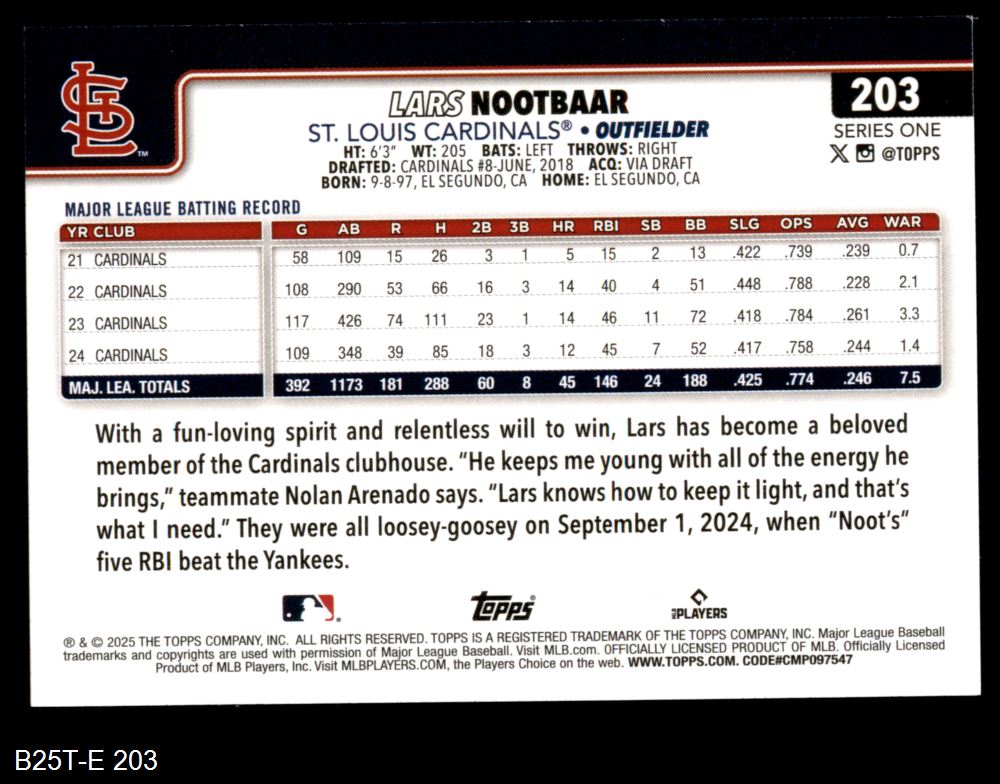 STL ™
LARS NOOTBAAR
203
ST. LOUIS CARDINALS® • OUTFIELDER
SERIES ONE
@TOPPS
HT: 6'3" WT: 205 BATS: LEFT THROWS: RIGHT
DRAFTED: CARDINALS #8-JUNE, 2018 ACQ: VIA DRAFT
BORN: 9-8-97, EL SEGUNDO, CA HOME: EL SEGUNDO, CA
MAJOR LEAGUE BATTING RECORD
YR CLUB G AB R H 2B 3B HR RBI SB BB SLG OPS AVG WAR
21 CARDINALS 58 109 15 26 3 1 5 15 2 13 .422 .739 .239 0.7
22 CARDINALS 108 290 53 66 16 3 14 40 4 51 .448 .788 .228 2.1
23 CARDINALS 117 426 74 111 23 1 14 46 11 72 .418 .784 .261 3.3
24 CARDINALS 109 348 39 85 18 3 12 45 7 52 .417 .758 .244 1.4
MAJ. LEA. TOTALS 392 1173 181 288 60 8 45 146 24 188 .425 .774 .246 7.5
With a fun-loving spirit and relentless will to win, Lars has become a beloved
member of the Cardinals clubhouse. "He keeps me young with all of the energy he
brings," teammate Nolan Arenado says. "Lars knows how to keep it light, and that's
what I need." They were all loosey-goosey on September 1, 2024, when "Noot's"
five RBI beat the Yankees.
Topps®
MLB PLAYERS
® & © 2025 THE TOPPS COMPANY, INC. ALL RIGHTS RESERVED. TOPPS IS A REGISTERED TRADEMARK OF THE TOPPS COMPANY, INC. Major League Baseball
trademarks and copyrights are used with permission of Major League Baseball. Visit MLB.com. OFFICIALLY LICENSED PRODUCT OF MLB. Officially Licensed
Product of MLB Players, Inc. Visit MLBPLAYERS.COM, the Players Choice on the web. WWW.TOPPS.COM. CODE#CMP097547
B25T-E 203